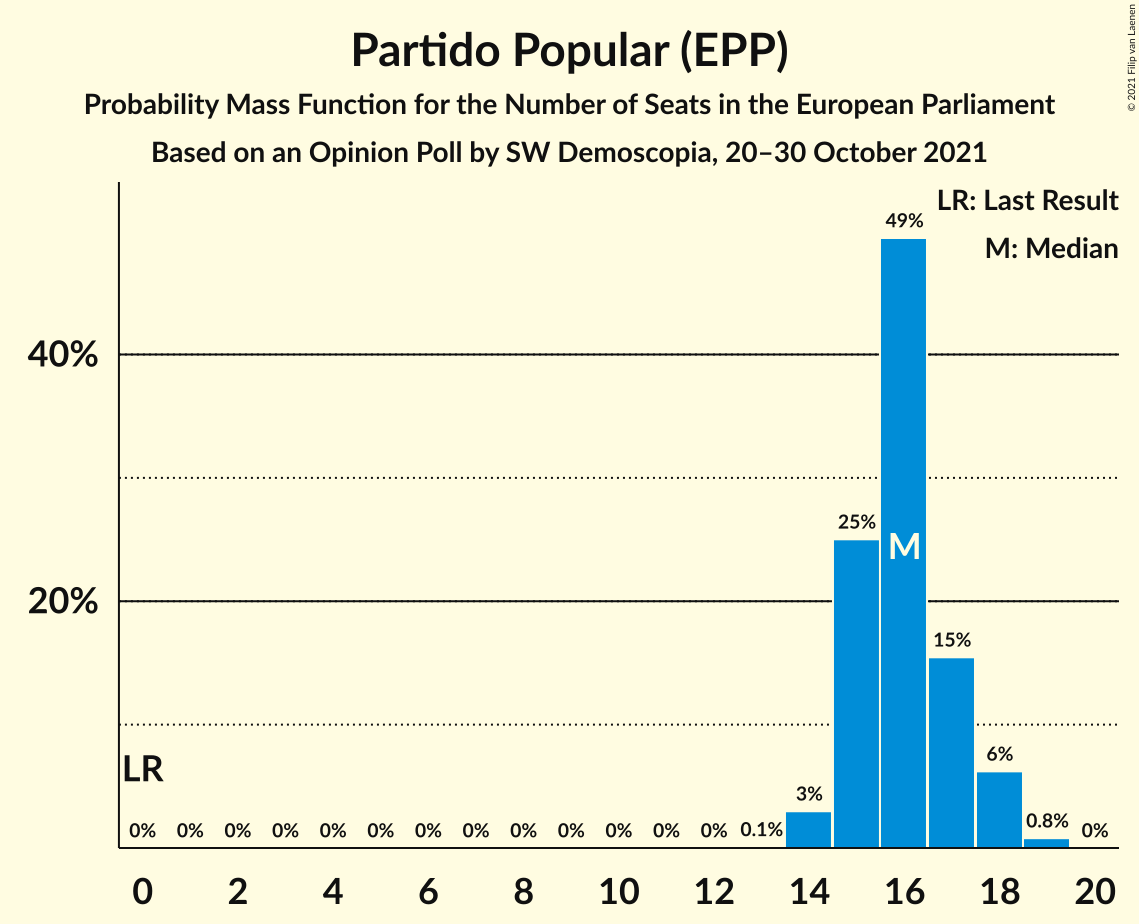 Partido Popular (EPP)
Probability Mass Function for the Number of Seats in the European Parliament
Based on an Opinion Poll by SW Demoscopia, 20–30 October 2021
© 2021 Filip van Laenen
LR: Last Result
M: Median
49%
40%
25%
M
20%
15%
LR
6%
3%
0% 0% 0% 0% 0% 0% 0% 0% 0% 0% 0% 0% 0% 0.1% 0.8% 0%
0 2 4 6 8 10 12 14 16 18 20